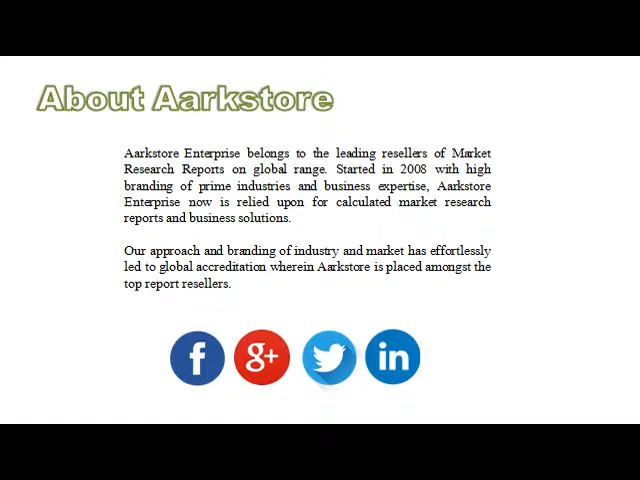 About Aarkstore
Aarkstore Enterprise belongs to the leading resellers of Market
Research Reports on global range. Started in 2008 with high
branding of prime industries and business expertise, Aarkstore
Enterprise now is relied upon for calculated market research
reports and business solutions.
Our approach and branding of industry and market has effortlessly
led to global accreditation wherein Aarkstore is placed amongst the
top report resellers.
f g+ in